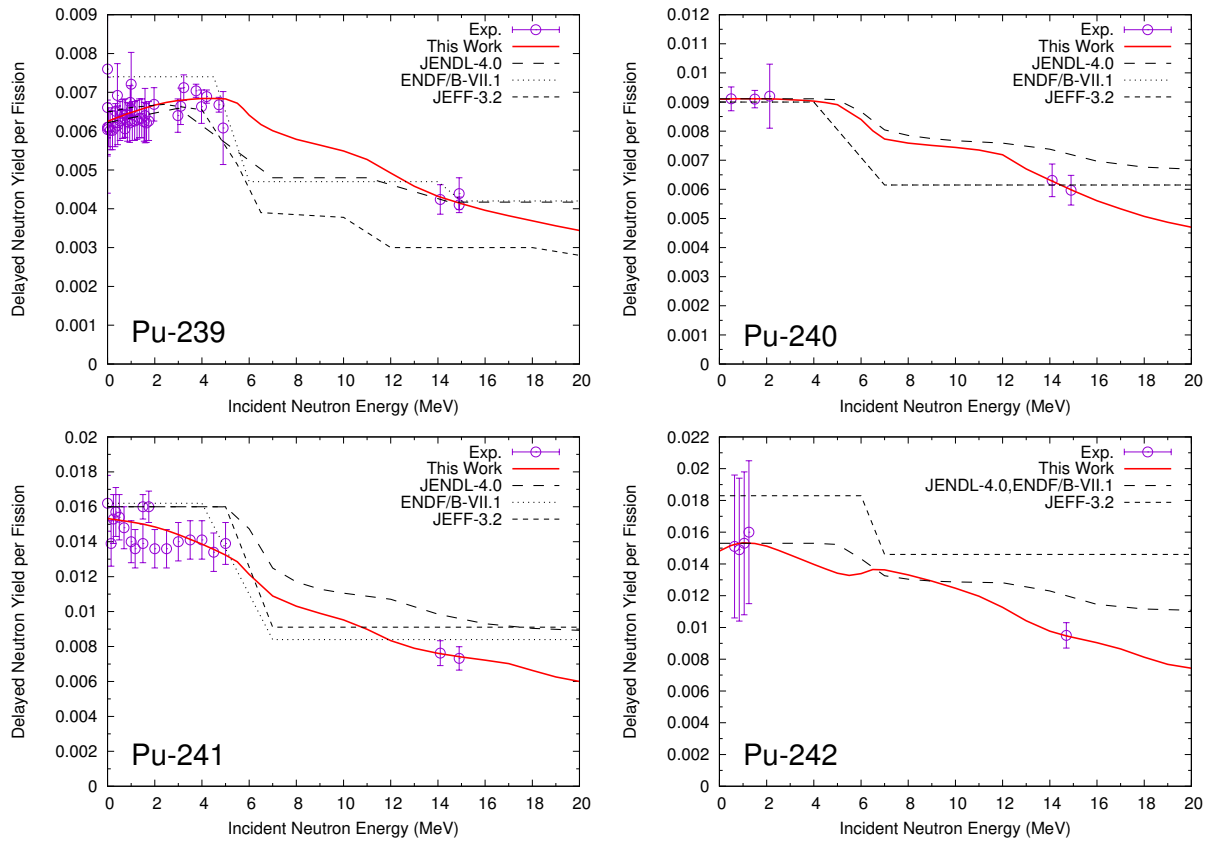 Delayed Neutron Yield per Fission
0.009
0.008
0.007
0.006
0.005
0.004
0.003
0.002
0.001
0
Exp.
This Work
JENDL-4.0
ENDF/B-VII.1
JEFF-3.2
Pu-239
0 2 4 6 8 10 12 14 16 18 20
Incident Neutron Energy (MeV)
Delayed Neutron Yield per Fission
0.012
0.011
0.01
0.009
0.008
0.007
0.006
0.005
0.004
0.003
0.002
0.001
0
Exp.
This Work
JENDL-4.0
ENDF/B-VII.1
JEFF-3.2
Pu-240
0 2 4 6 8 10 12 14 16 18 20
Incident Neutron Energy (MeV)
Delayed Neutron Yield per Fission
0.02
0.018
0.016
0.014
0.012
0.01
0.008
0.006
0.004
0.002
0
Exp.
This Work
JENDL-4.0
ENDF/B-VII.1
JEFF-3.2
Pu-241
0 2 4 6 8 10 12 14 16 18 20
Incident Neutron Energy (MeV)
Delayed Neutron Yield per Fission
0.022
0.02
0.018
0.016
0.014
0.012
0.01
0.008
0.006
0.004
0.002
0
Exp.
This Work
JENDL-4.0,ENDF/B-VII.1
JEFF-3.2
Pu-242
0 2 4 6 8 10 12 14 16 18 20
Incident Neutron Energy (MeV)